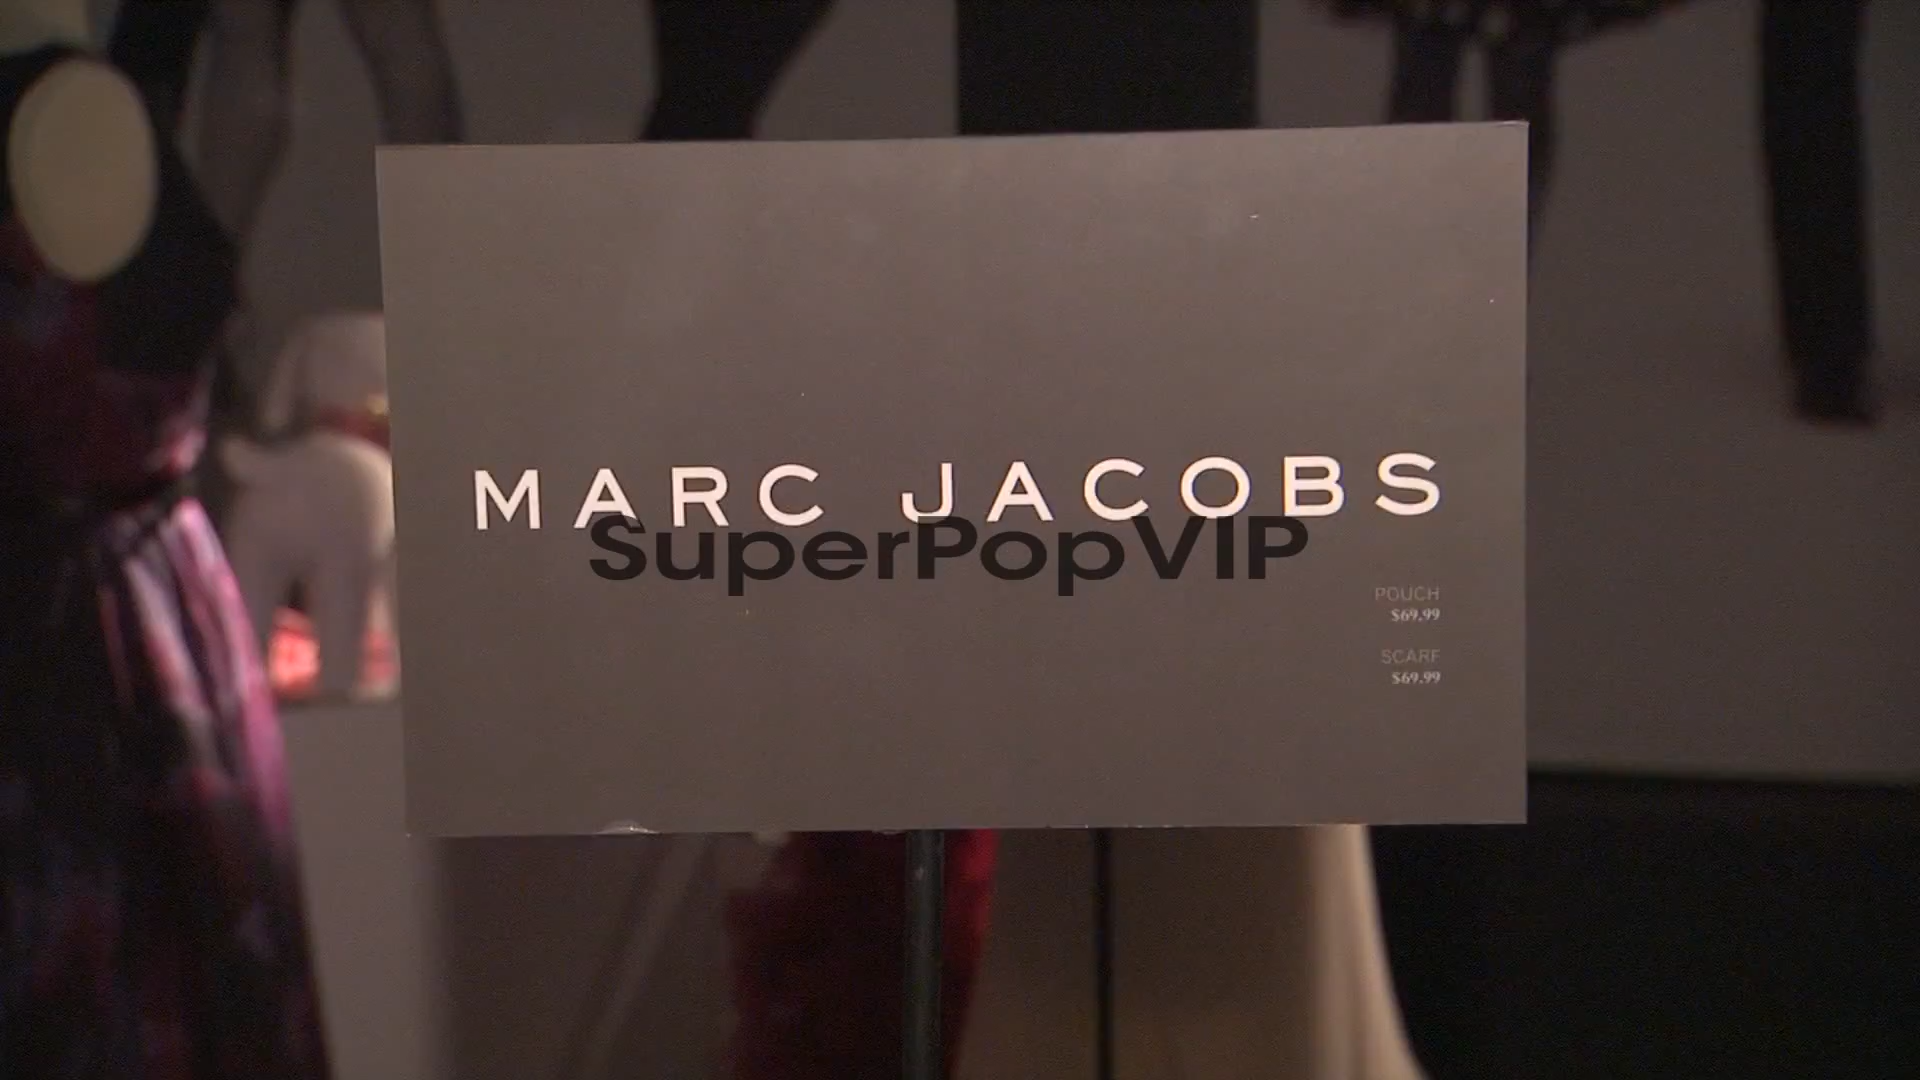 MARC JACOBS
SuperPopVIP
POUCH
$69.99
SCARF
$69.99